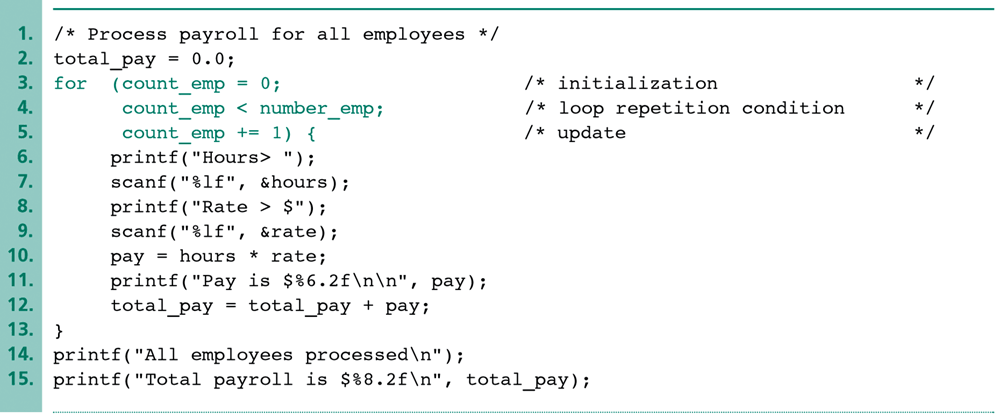 1. /* Process payroll for all employees */
2. total_pay = 0.0;
3. for  (count_emp = 0;                     /* initialization                 */
4.       count_emp < number_emp;            /* loop repetition condition      */
5.       count_emp += 1) {                  /* update                         */
6.      printf("Hours> ");
7.      scanf("%lf", &hours);
8.      printf("Rate > $");
9.      scanf("%lf", &rate);
10.      pay = hours * rate;
11.      printf("Pay is $%6.2f\n\n", pay);
12.      total_pay = total_pay + pay;
13. }
14. printf("All employees processed\n");
15. printf("Total payroll is $%8.2f\n", total_pay);